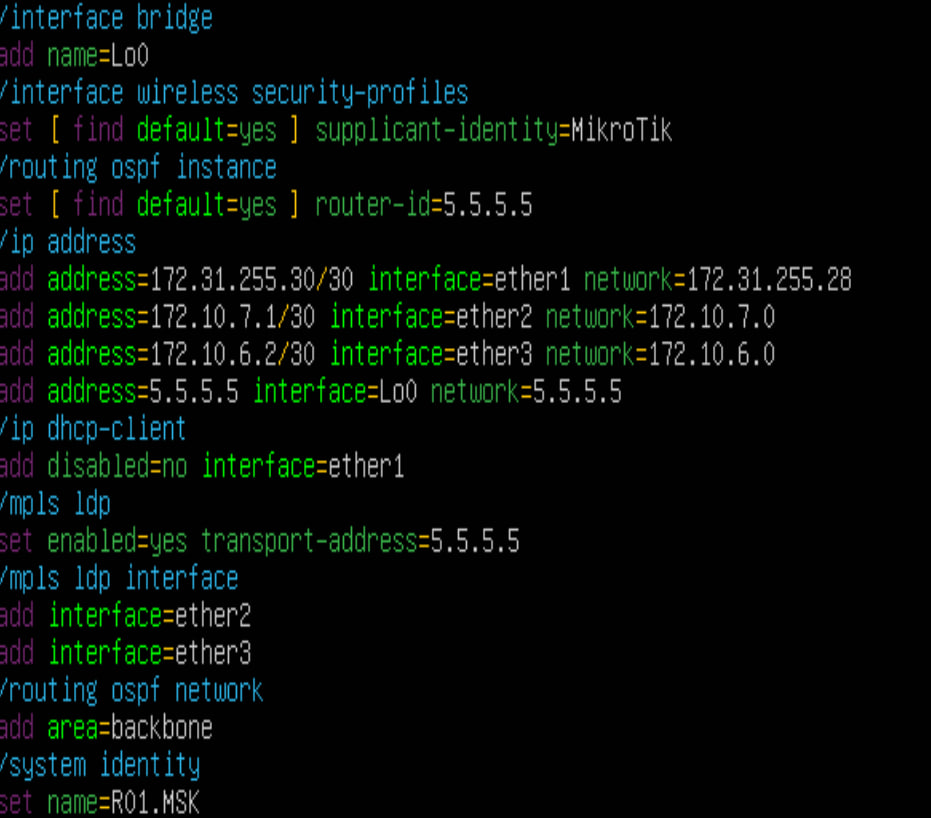 /interface bridge
add name=Lo0
/interface wireless security-profiles
set [ find default=yes ] supplicant-identity=MikroTik
/routing ospf instance
set [ find default=yes ] router-id=5.5.5.5
/ip address
add address=172.31.255.30/30 interface=ether1 network=172.31.255.28
add address=172.10.7.1/30 interface=ether2 network=172.10.7.0
add address=172.10.6.2/30 interface=ether3 network=172.10.6.0
add address=5.5.5.5 interface=Lo0 network=5.5.5.5
/ip dhcp-client
add disabled=no interface=ether1
/mpls ldp
set enabled=yes transport-address=5.5.5.5
/mpls ldp interface
add interface=ether2
add interface=ether3
/routing ospf network
add area=backbone
/system identity
set name=R01.MSK